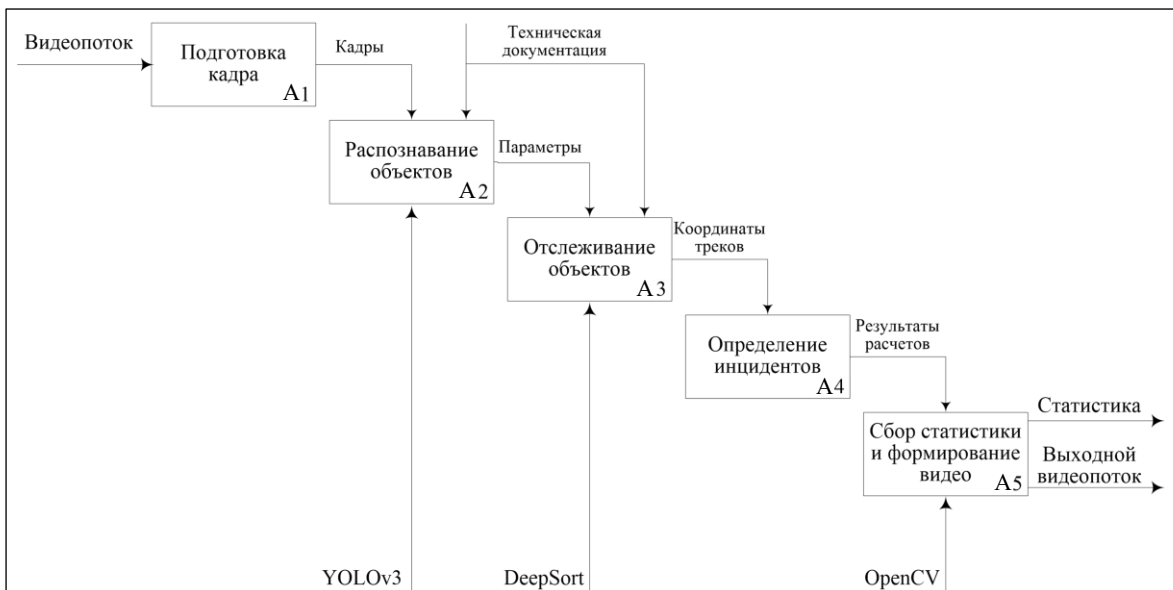 Видеопоток
Подготовка
кадра
A1
Кадры
Техническая
документация
Распознавание
объектов
A2
Параметры
Отслеживание
объектов
A3
Координаты
треков
Определение
инцидентов
A4
Результаты
расчетов
Сбор статистики
и формирование
видео
A5
Статистика
Выходной
видеопоток
YOLOv3
DeepSort
OpenCV